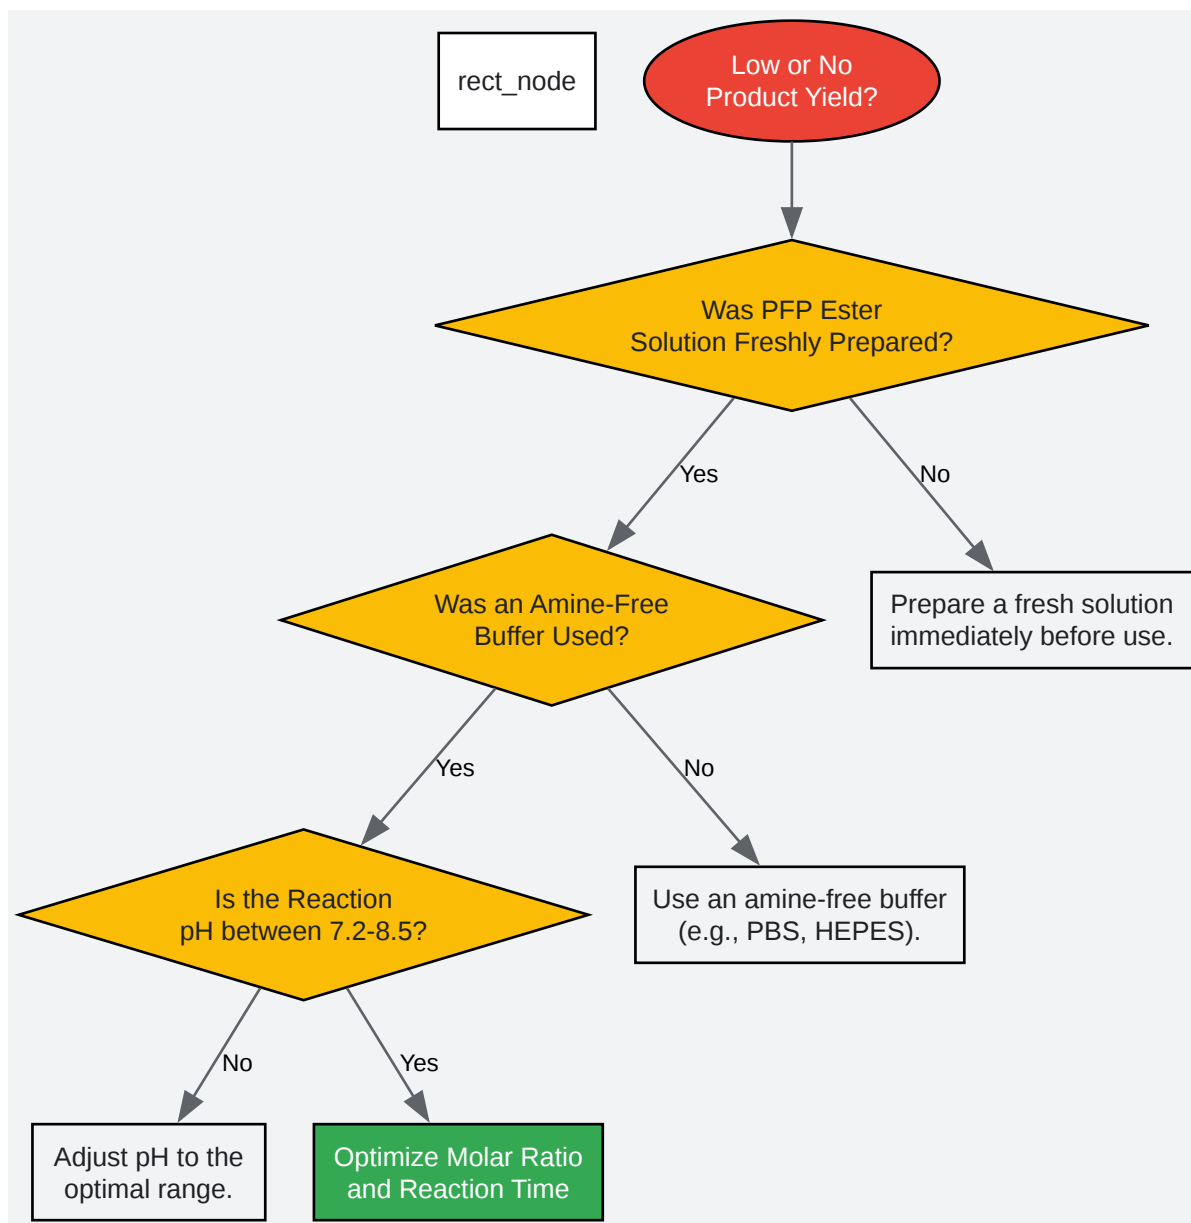 rect_node
Low or No
Product Yield?
Was PFP Ester
Solution Freshly Prepared?
Yes
No
Was an Amine-Free
Buffer Used?
Prepare a fresh solution
immediately before use.
Yes
No
Is the Reaction
pH between 7.2-8.5?
Use an amine-free buffer
(e.g., PBS, HEPES).
No
Yes
Adjust pH to the
optimal range.
Optimize Molar Ratio
and Reaction Time